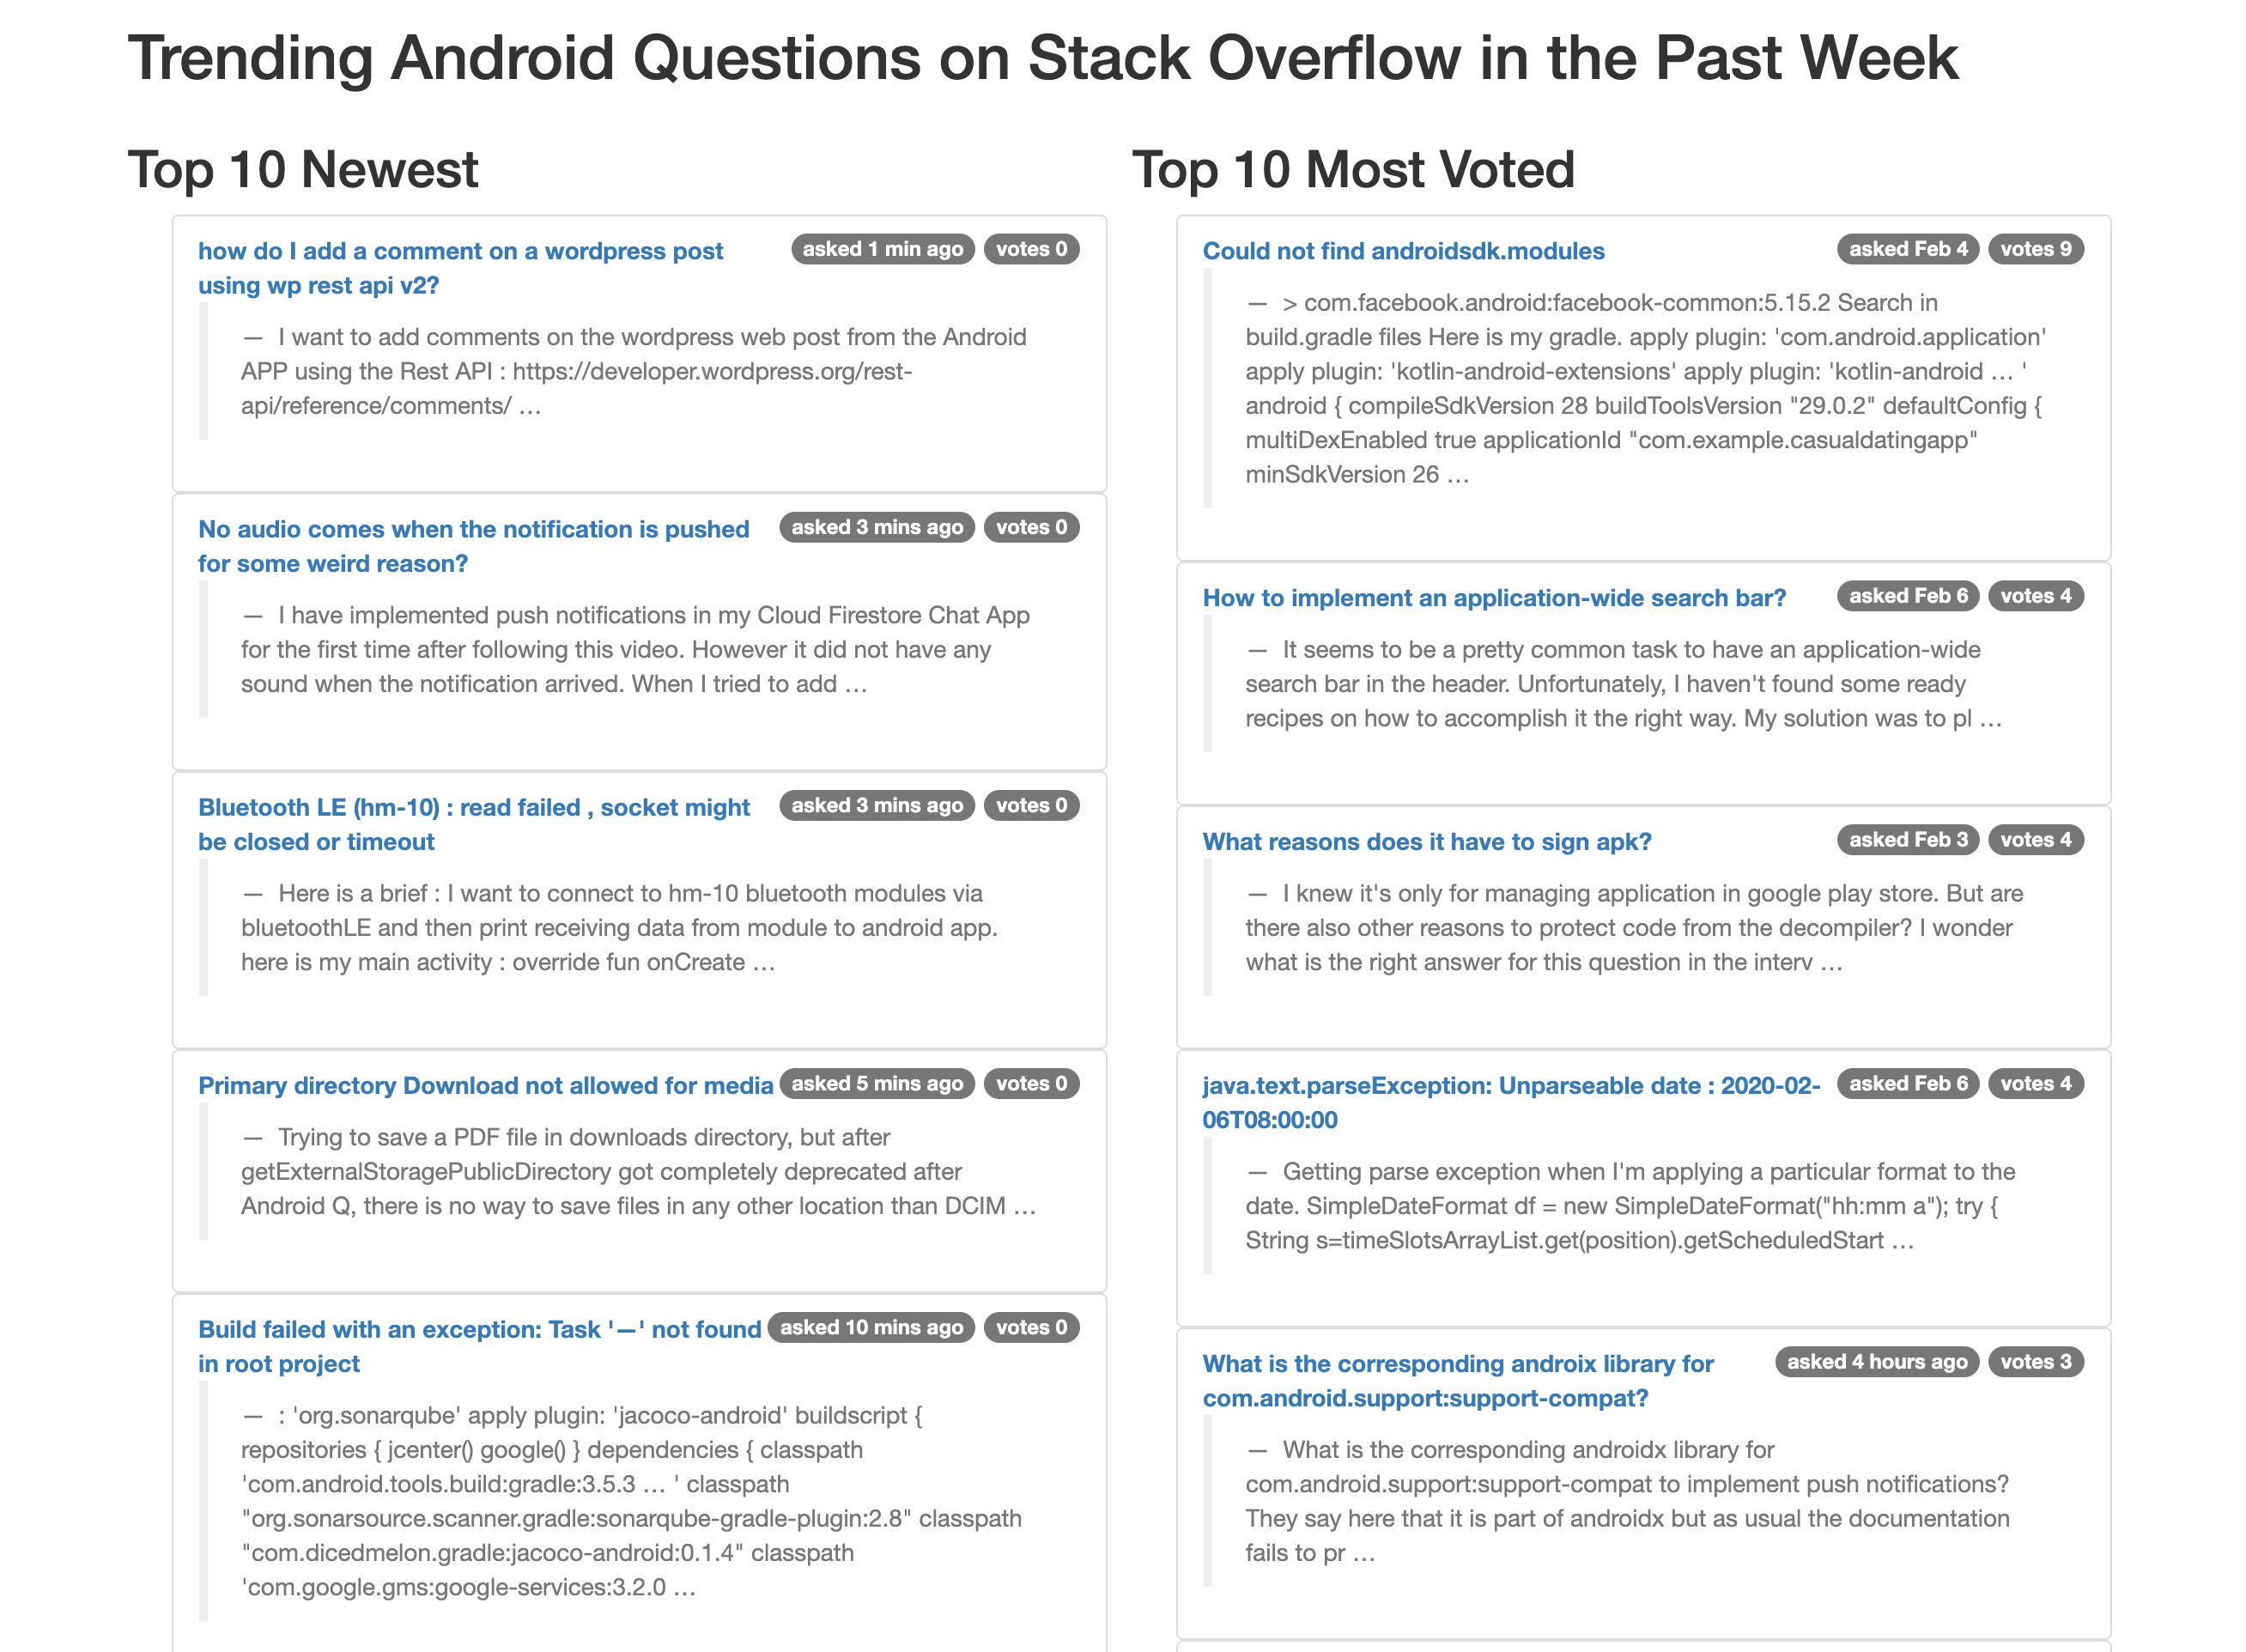 Trending Android Questions on Stack Overflow in the Past Week
Top 10 Newest
how do I add a comment on a wordpress post
using wp rest api v2?
asked 1 min ago votes 0
— I want to add comments on the wordpress web post from the Android
APP using the Rest API : https://developer.wordpress.org/rest-
api/reference/comments/ ...
No audio comes when the notification is pushed
for some weird reason?
asked 3 mins ago votes 0
— I have implemented push notifications in my Cloud Firestore Chat App
for the first time after following this video. However it did not have any
sound when the notification arrived. When I tried to add ...
Bluetooth LE (hm-10) : read failed , socket might
be closed or timeout
asked 3 mins ago votes 0
— Here is a brief : I want to connect to hm-10 bluetooth modules via
bluetoothLE and then print receiving data from module to android app.
here is my main activity : override fun onCreate ...
Primary directory Download not allowed for media
asked 5 mins ago votes 0
— Trying to save a PDF file in downloads directory, but after
getExternalStoragePublicDirectory got completely deprecated after
Android Q, there is no way to save files in any other location than DCIM ...
Build failed with an exception: Task '—' not found
in root project
asked 10 mins ago votes 0
— : 'org.sonarqube' apply plugin: 'jacoco-android' buildscript {
repositories { jcenter() google() } dependencies { classpath
'com.android.tools.build:gradle:3.5.3 ... ' classpath
"org.sonarsource.scanner.gradle:sonarqube-gradle-plugin:2.8" classpath
"com.dicedmelon.gradle:jacoco-android:0.1.4" classpath
'com.google.gms:google-services:3.2.0 ...
Top 10 Most Voted
Could not find androidsdk.modules
asked Feb 4 votes 9
— > com.facebook.android:facebook-common:5.15.2 Search in
build.gradle files Here is my gradle. apply plugin: 'com.android.application'
apply plugin: 'kotlin-android-extensions' apply plugin: 'kotlin-android ... '
android { compileSdkVersion 28 buildToolsVersion "29.0.2" defaultConfig {
multiDexEnabled true applicationId "com.example.casualdatingapp"
minSdkVersion 26 ...
How to implement an application-wide search bar?
asked Feb 6 votes 4
— It seems to be a pretty common task to have an application-wide
search bar in the header. Unfortunately, I haven't found some ready
recipes on how to accomplish it the right way. My solution was to pl ...
What reasons does it have to sign apk?
asked Feb 3 votes 4
— I knew it's only for managing application in google play store. But are
there also other reasons to protect code from the decompiler? I wonder
what is the right answer for this question in the interv ...
java.text.parseException: Unparseable date : 2020-02-
06T08:00:00
asked Feb 6 votes 4
— Getting parse exception when I'm applying a particular format to the
date. SimpleDateFormat df = new SimpleDateFormat("hh:mm a"); try {
String s=timeSlotsArrayList.get(position).getScheduledStart ...
What is the corresponding androix library for
com.android.support:support-compat?
asked 4 hours ago votes 3
— What is the corresponding androidx library for
com.android.support:support-compat to implement push notifications?
They say here that it is part of androidx but as usual the documentation
fails to pr ...